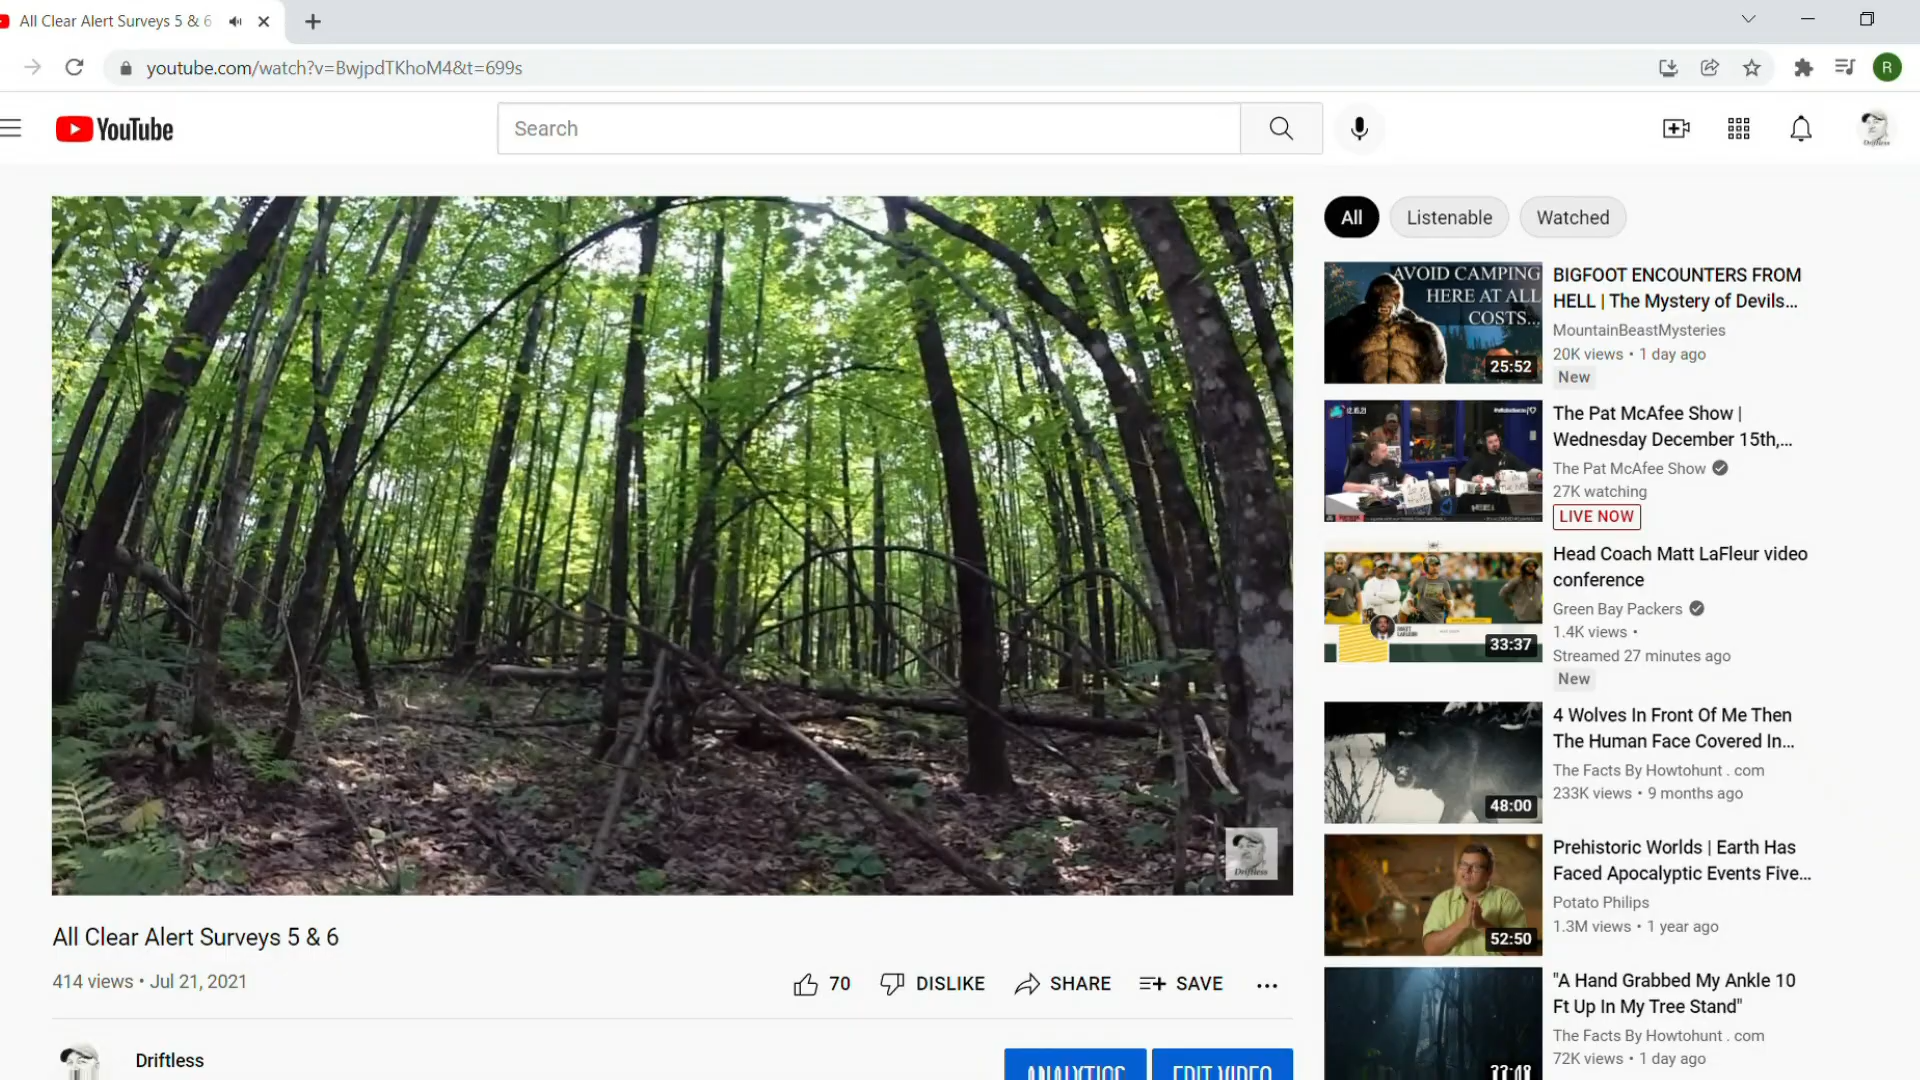 All Clear Alert Surveys 5 & 6
youtube.com/watch?v=BwjpdTKhoM4&t=699s
R
YouTube
Search
Driftless
All
Listenable
Watched
AVOID CAMPING
HERE AT ALL
COSTS...
25:52
BIGFOOT ENCOUNTERS FROM
HELL | The Mystery of Devils...
MountainBeastMysteries
20K views • 1 day ago
New
The Pat McAfee Show |
Wednesday December 15th,...
The Pat McAfee Show
27K watching
LIVE NOW
33:37
Head Coach Matt LaFleur video
conference
Green Bay Packers
1.4K views •
Streamed 27 minutes ago
New
48:00
4 Wolves In Front Of Me Then
The Human Face Covered In...
The Facts By Howtohunt . com
233K views • 9 months ago
52:50
Prehistoric Worlds | Earth Has
Faced Apocalyptic Events Five...
Potato Philips
1.3M views • 1 year ago
"A Hand Grabbed My Ankle 10
Ft Up In My Tree Stand"
The Facts By Howtohunt . com
72K views • 1 day ago
Driftless
All Clear Alert Surveys 5 & 6
414 views • Jul 21, 2021
70
DISLIKE
SHARE
SAVE
Driftless
ANALYTICS
EDIT VIDEO